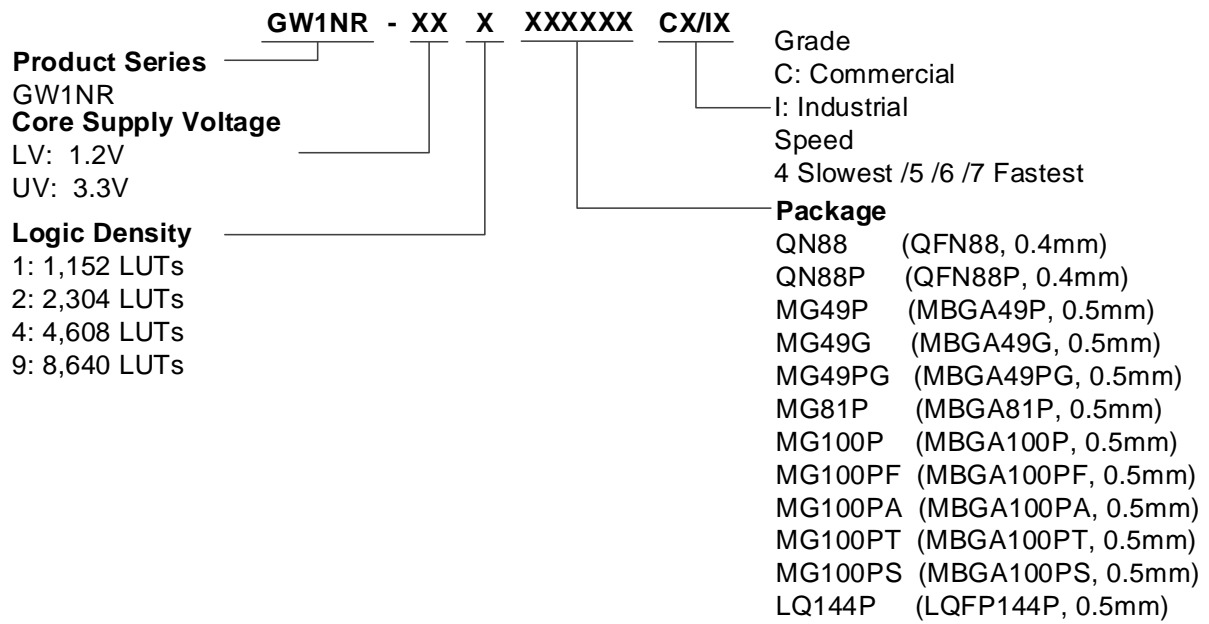 GW1NR - XX X XXXXXX CX/IX
Product Series
GW1NR
Core Supply Voltage
LV: 1.2V
UV: 3.3V
Logic Density
1: 1,152 LUTs
2: 2,304 LUTs
4: 4,608 LUTs
9: 8,640 LUTs
Grade
C: Commercial
I: Industrial
Speed
4 Slowest /5 /6 /7 Fastest
Package
QN88 (QFN88, 0.4mm)
QN88P (QFN88P, 0.4mm)
MG49P (MBGA49P, 0.5mm)
MG49G (MBGA49G, 0.5mm)
MG49PG (MBGA49PG, 0.5mm)
MG81P (MBGA81P, 0.5mm)
MG100P (MBGA100P, 0.5mm)
MG100PF (MBGA100PF, 0.5mm)
MG100PA (MBGA100PA, 0.5mm)
MG100PT (MBGA100PT, 0.5mm)
MG100PS (MBGA100PS, 0.5mm)
LQ144P (LQFP144P, 0.5mm)